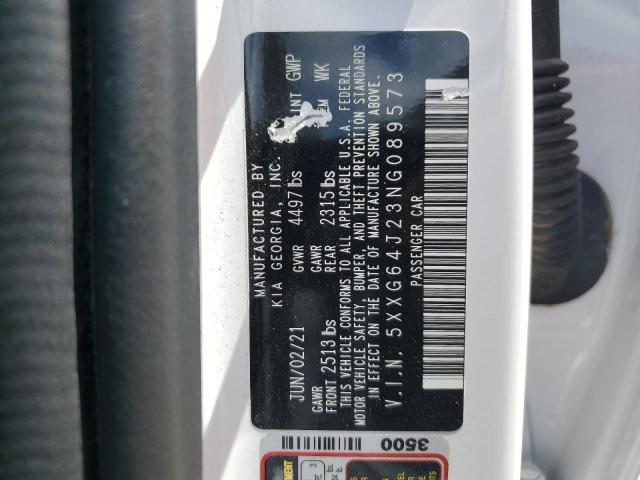 MANUFACTURED BY
KIA GEORGIA, INC.
JUN/02/21 GVWR 4497 lbs INT GWP
GAWR FRONT 2513 lbs GAWR REAR 2315 lbs WK
THIS VEHICLE CONFORMS TO ALL APPLICABLE U.S.A. FEDERAL
MOTOR VEHICLE SAFETY, BUMPER, AND THEFT PREVENTION STANDARDS
IN EFFECT ON THE DATE OF MANUFACTURE SHOWN ABOVE.
V.I.N. 5XXG64J23NG089573
PASSENGER CAR
3500